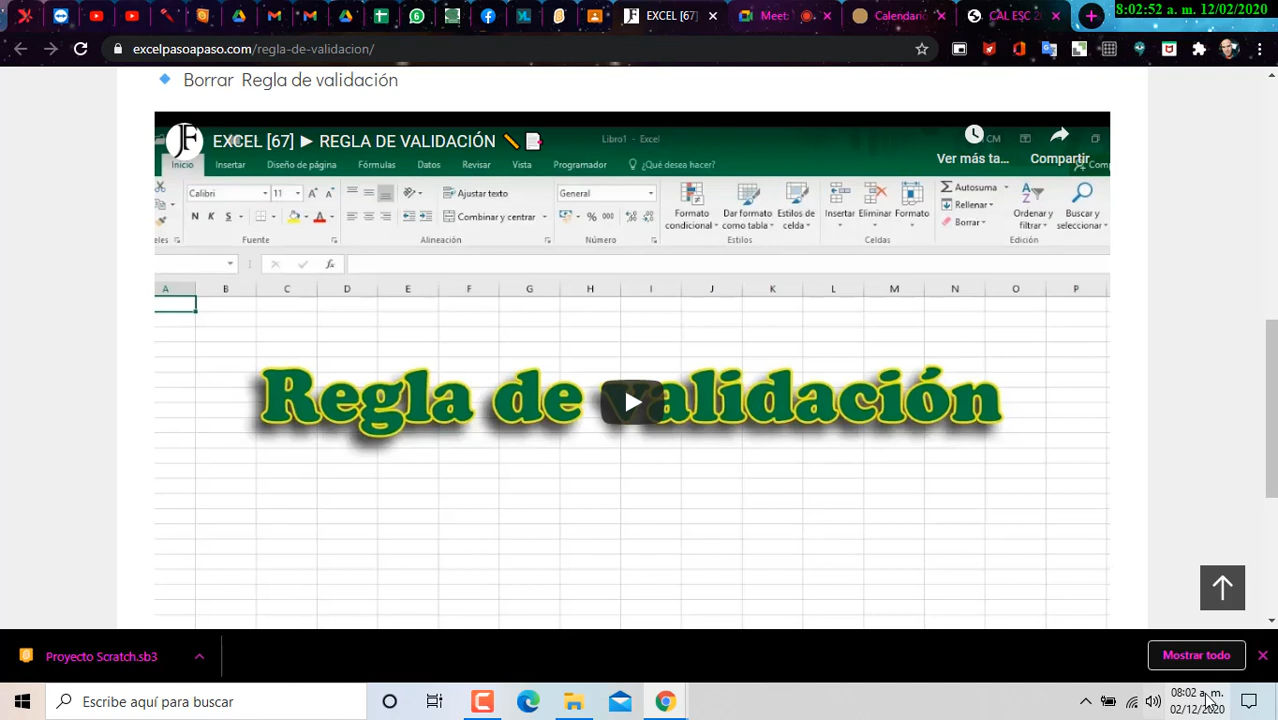 EXCEL [67]
Meet:
Calendario
CAL ESC 20
8:02:52 a. m. 12/02/2020
excelpasoapaso.com/regla-de-validacion/
Borrar Regla de validación
JF
EXCEL [67] ► REGLA DE VALIDACIÓN
Libro1 - Excel
CM
Ver más ta...
Compartir
Inicio
Insertar
Diseño de página
Fórmulas
Datos
Revisar
Vista
Programador
¿Qué desea hacer?
Calibri
11
Ajustar texto
General
Formato condicional
Dar formato como tabla
Estilos de celda
Insertar
Eliminar
Formato
Autosuma
Rellenar
Borrar
Ordenar y filtrar
Buscar y seleccionar
N K S
Combinar y centrar
% 000
Fuente
Alineación
Número
Estilos
Celdas
Edición
fx
A B C D E F G H I J K L M N O P
Regla de validación
Proyecto Scratch.sb3
Mostrar todo
Escribe aquí para buscar
08:02 a. m.
02/12/2020